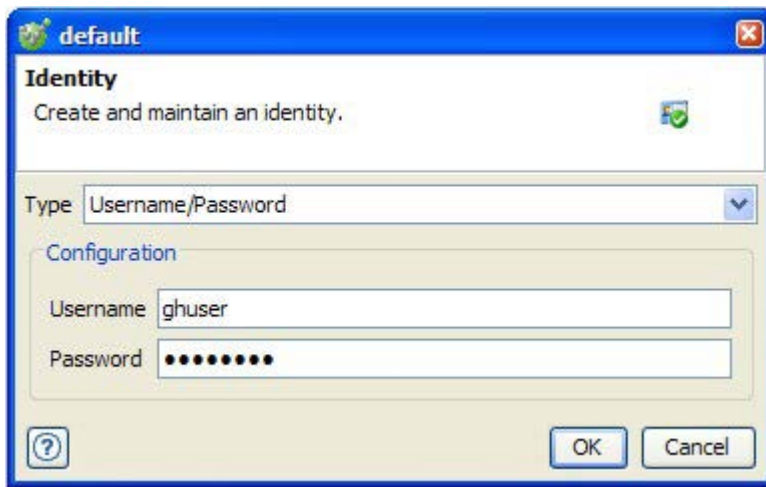 default
Identity
Create and maintain an identity.
Type Username/Password
Configuration
Username ghuser
Password ●●●●●●●●
?
OK Cancel